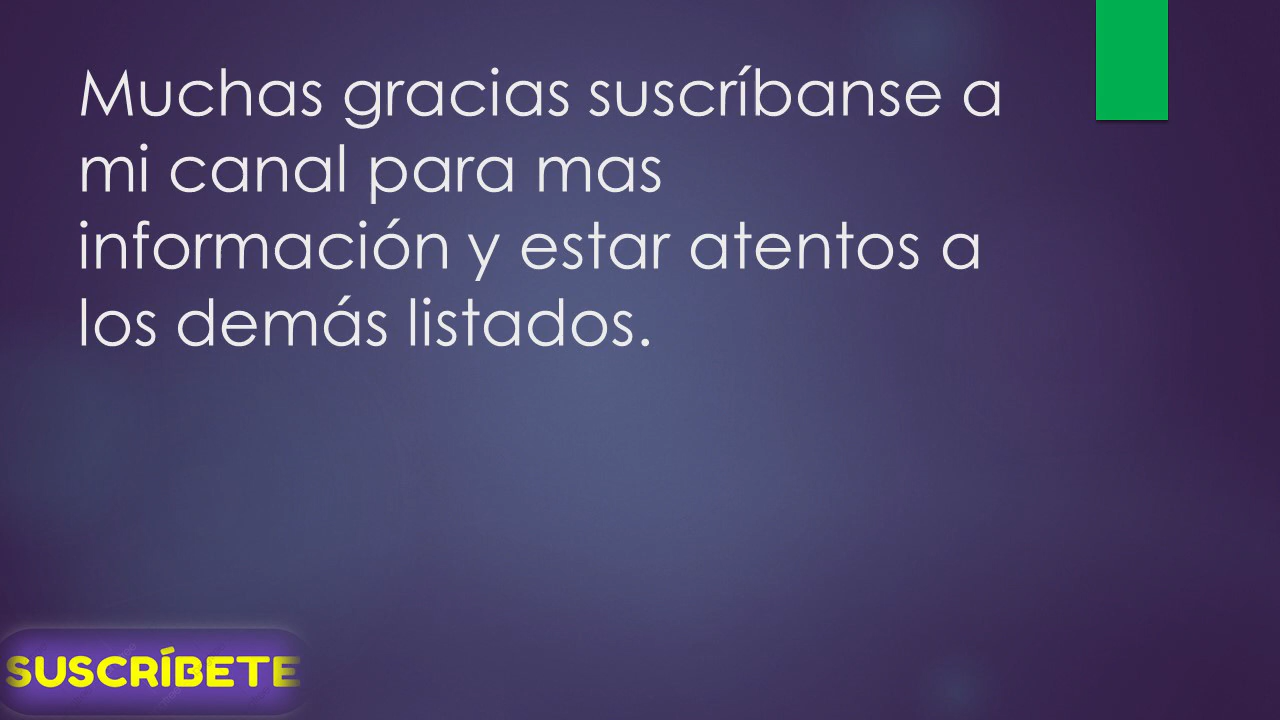 Muchas gracias suscríbanse a
mi canal para mas
información y estar atentos a
los demás listados.
SUSCRÍBETE